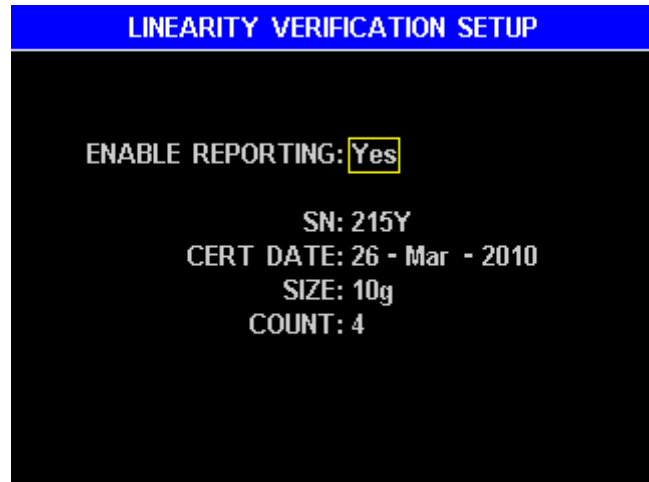 LINEARITY VERIFICATION SETUP
ENABLE REPORTING: Yes
SN: 215Y
CERT DATE: 26 - Mar - 2010
SIZE: 10g
COUNT: 4